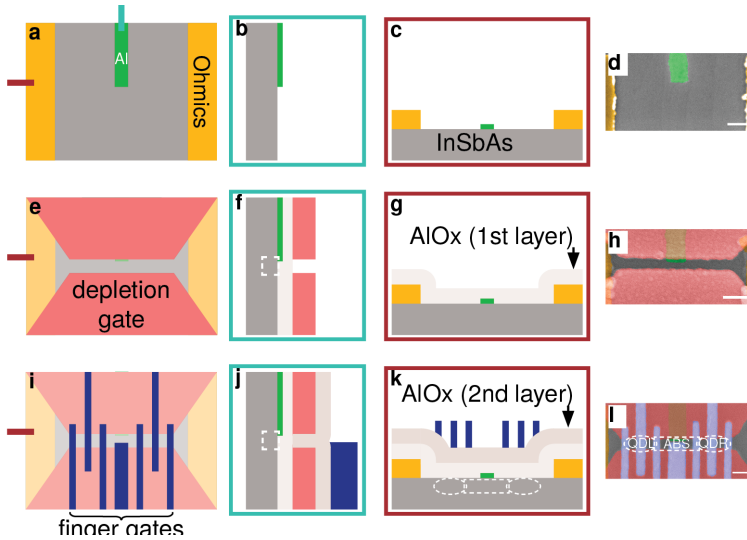 a
Al
Ohmics
b
c
InSbAs
d
e
depletion
gate
f
g
AlOx (1st layer)
h
i
finger gates
j
k
AlOx (2nd layer)
l
QDL ABS QDR